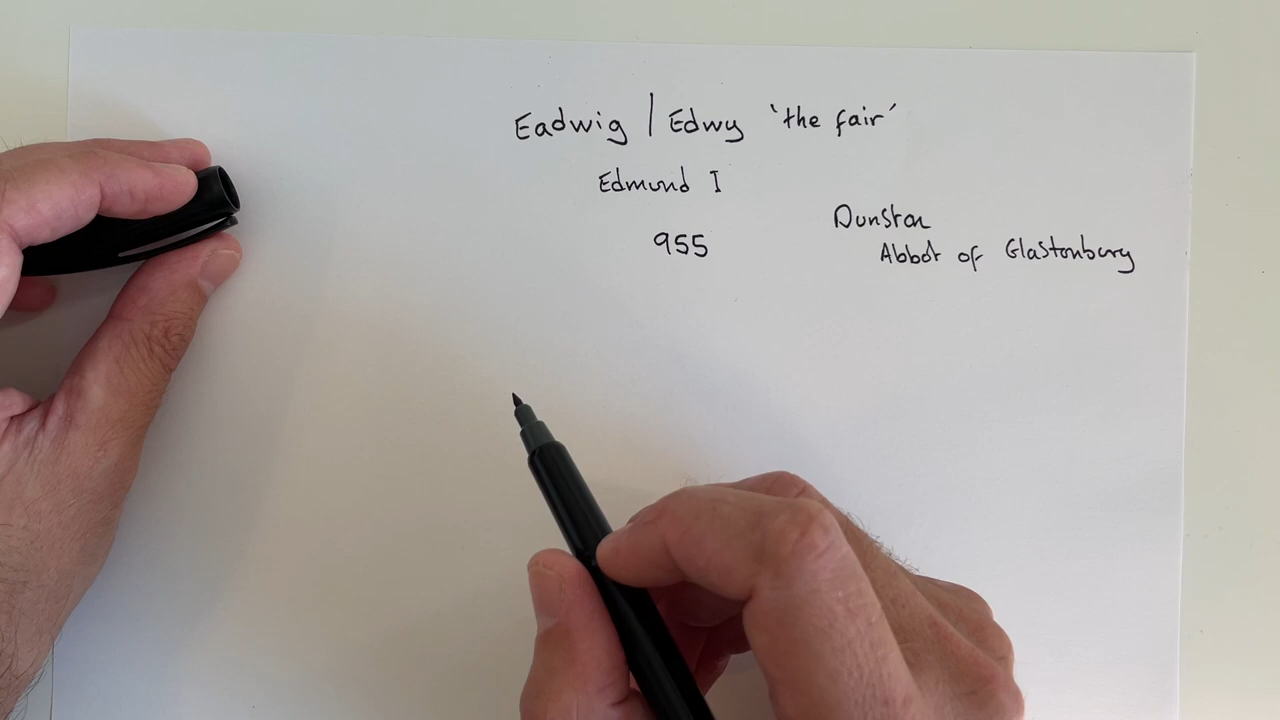 Eadwig | Edwy 'the fair'
Edmund I
955
Dunstan
Abbot of Glastonbury